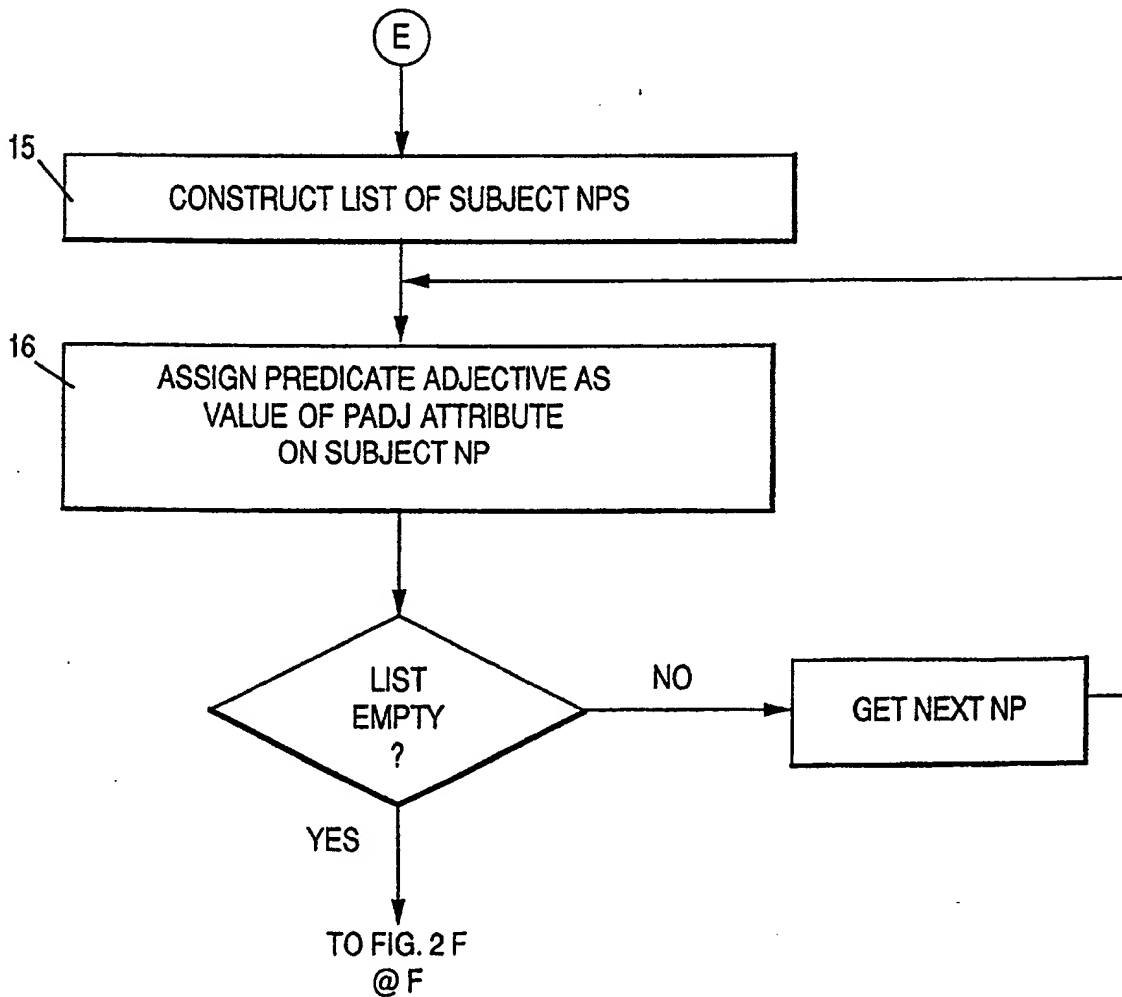 E
15
CONSTRUCT LIST OF SUBJECT NPS
16
ASSIGN PREDICATE ADJECTIVE AS
VALUE OF PADJ ATTRIBUTE
ON SUBJECT NP
LIST
EMPTY
?
NO
GET NEXT NP
YES
TO FIG. 2 F
@ F